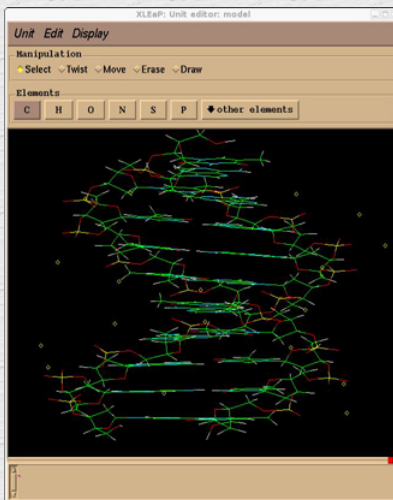 XLEaP: Unit editor: model
Unit Edit Display
Manipulation
Select Twist Move Erase Draw
Elements
C H O N S P other elements